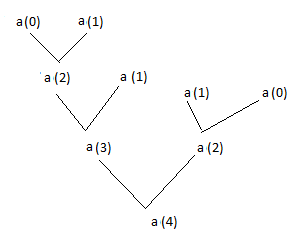 a(0) a(1)
a(2) a(1)
a(1) a(0)
a(3) a(2)
a(4)